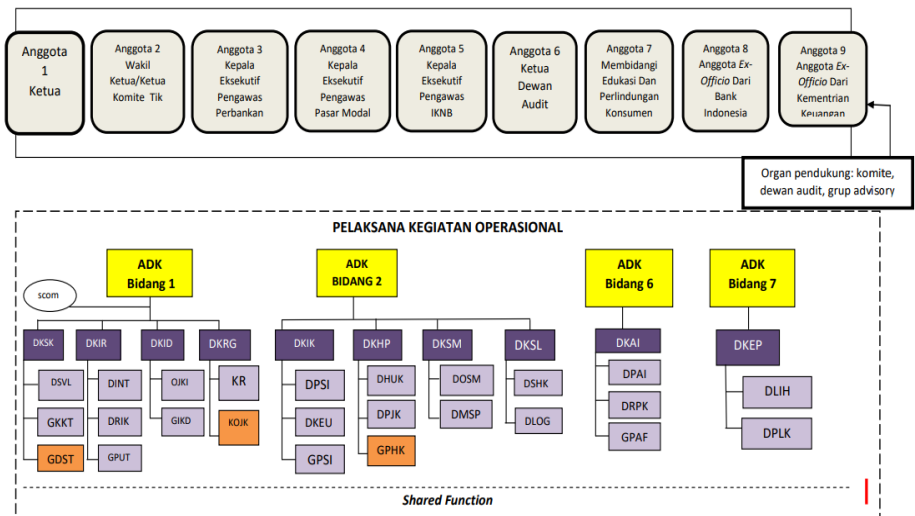 Anggota
1
Ketua
Anggota 2
Wakil
Ketua/Ketua
Komite Tik
Anggota 3
Kepala
Eksekutif
Pengawas
Perbankan
Anggota 4
Kepala
Eksekutif
Pengawas
Pasar Modal
Anggota 5
Kepala
Eksekutif
Pengawas
IKNB
Anggota 6
Ketua
Dewan
Audit
Anggota 7
Membidangi
Edukasi Dan
Perlindungan
Konsumen
Anggota 8
Anggota Ex-
Officio Dari
Bank
Indonesia
Anggota 9
Anggota Ex-
Officio Dari
Kementrian
Keuangan
Organ pendukung: komite,
dewan audit, grup advisory
PELAKSANA KEGIATAN OPERASIONAL
ADK
Bidang 1
ADK
BIDANG 2
ADK
Bidang 6
ADK
Bidang 7
scom
DKSK
DKIR
DKID
DKRG
DKIK
DKHP
DKSM
DKSL
DKAI
DKEP
DSVL
DINT
OJKI
KR
DPSI
DHUK
DOSM
DSHK
DPAI
DLIH
GKKT
DRIK
GIKD
KOJK
DKEU
DPJK
DMSP
DLOG
DRPK
DPLK
GDST
GPUT
GPSI
GPHK
GPAF
Shared Function